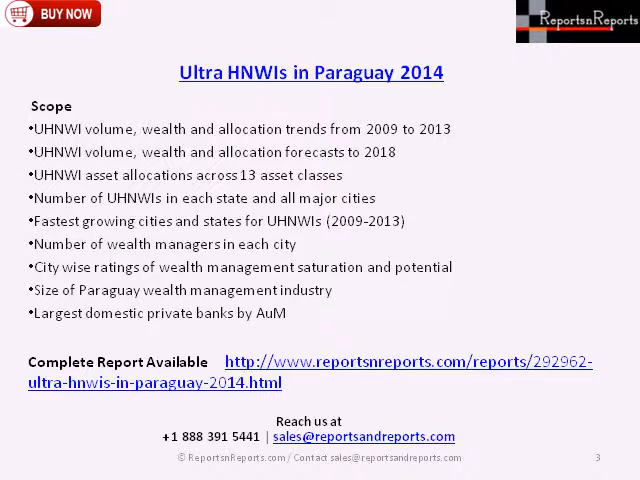 BUY NOW
ReportsnReports
Ultra HNWIs in Paraguay 2014
Scope
•UHNWI volume, wealth and allocation trends from 2009 to 2013
•UHNWI volume, wealth and allocation forecasts to 2018
•UHNWI asset allocations across 13 asset classes
•Number of UHNWIs in each state and all major cities
•Fastest growing cities and states for UHNWIs (2009-2013)
•Number of wealth managers in each city
•City wise ratings of wealth management saturation and potential
•Size of Paraguay wealth management industry
•Largest domestic private banks by AuM
Complete Report Available http://www.reportsnreports.com/reports/292962-
ultra-hnwis-in-paraguay-2014.html
Reach us at
+1 888 391 5441 | sales@reportsandreports.com
© ReportsnReports.com / Contact sales@reportsandreports.com
3